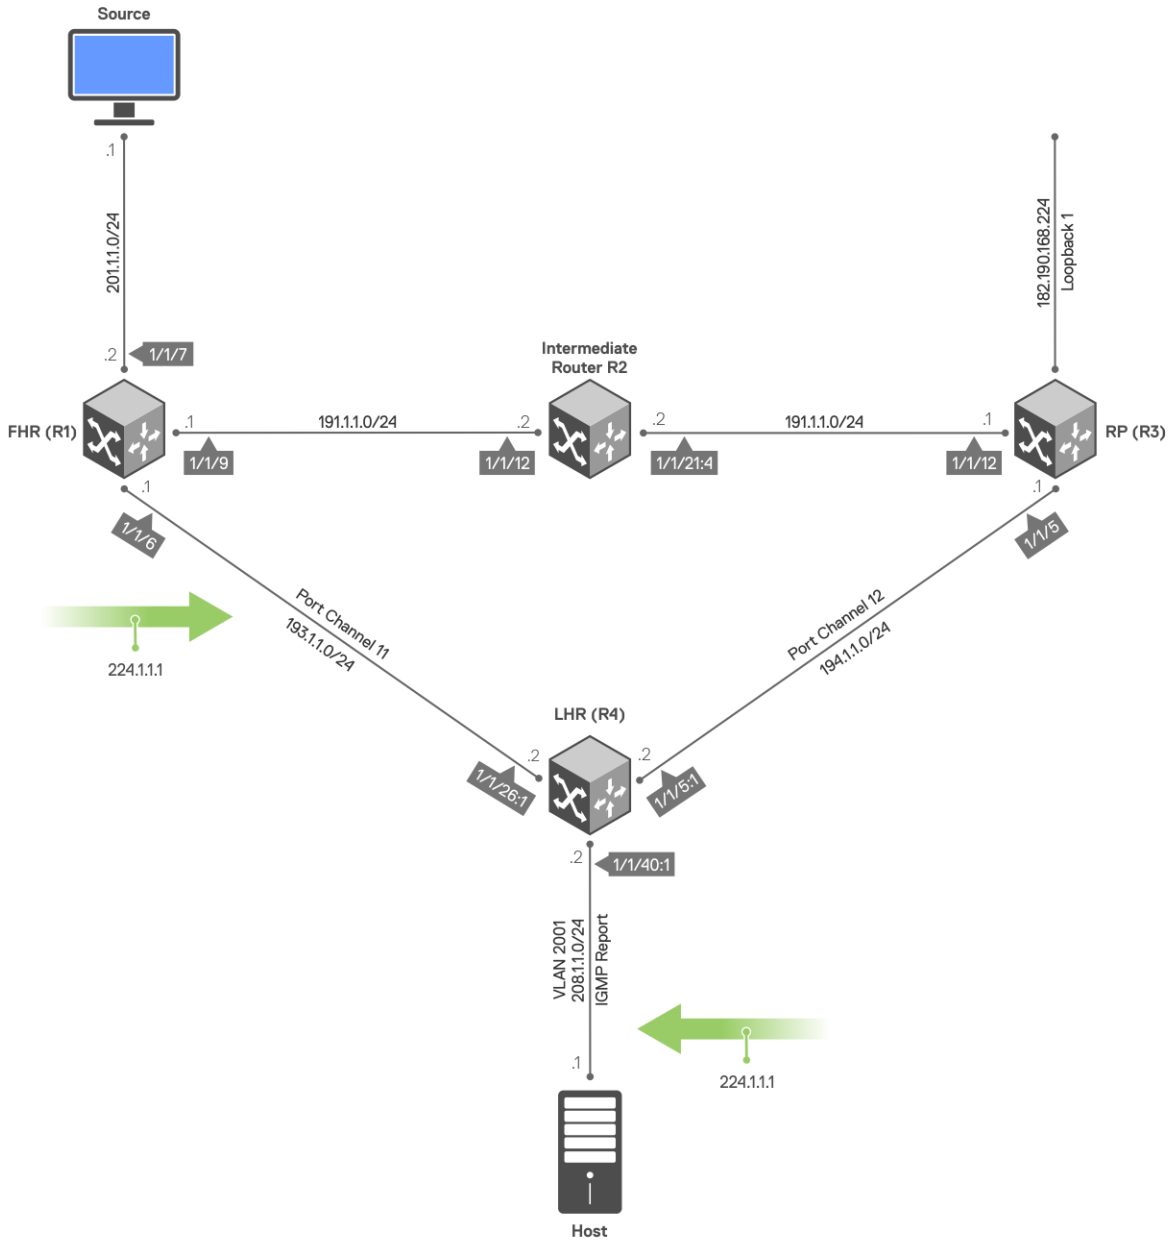 Source
.1
201.1.1.0/24
182.190.168.224
Loopback 1
.2
1/1/7
Intermediate
Router R2
FHR (R1)
.1
191.1.1.0/24
.2
.2
191.1.1.0/24
.1
RP (R3)
1/1/9
1/1/12
1/1/21:4
1/1/12
.1
.1
1/1/6
1/1/5
Port Channel 11
193.1.1.0/24
Port Channel 12
194.1.1.0/24
224.1.1.1
LHR (R4)
.2
.2
1/1/26:1
1/1/5:1
.2
1/1/40:1
VLAN 2001
208.1.1.0/24
IGMP Report
.1
224.1.1.1
Host